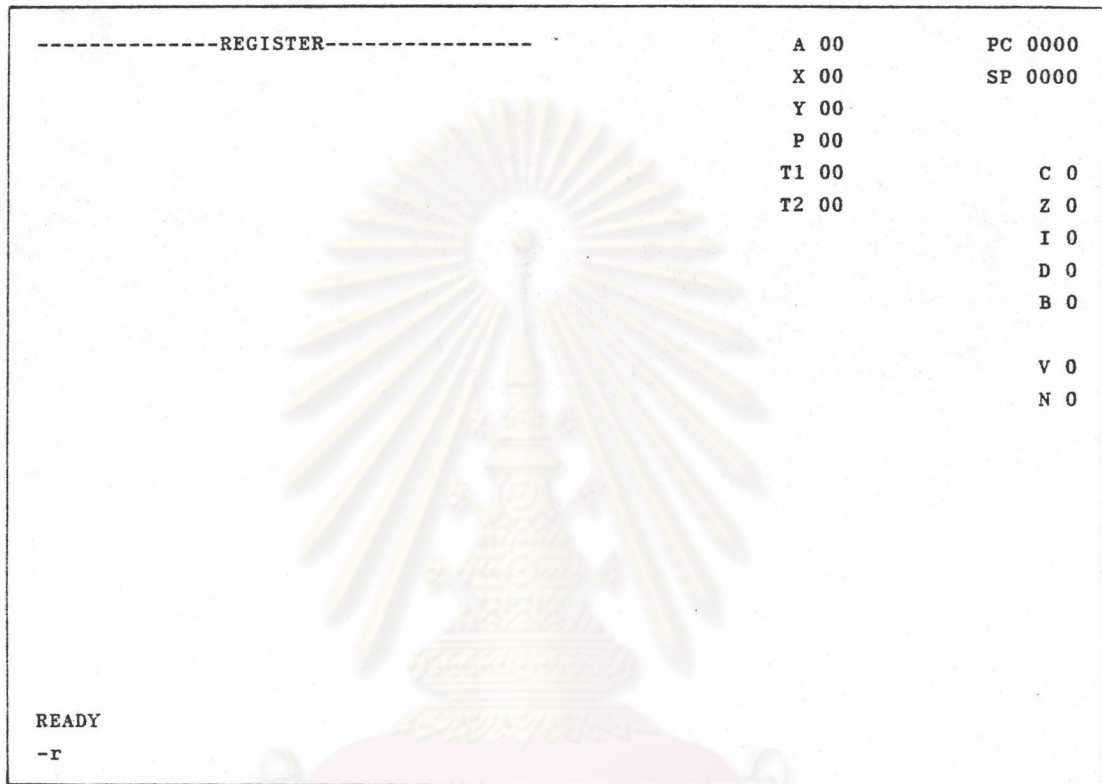 --------------REGISTER---------------- A 00 PC 0000
X 00 SP 0000
Y 00
P 00
T1 00 C 0
T2 00 Z 0
I 0
D 0
B 0
V 0
N 0
READY
-r